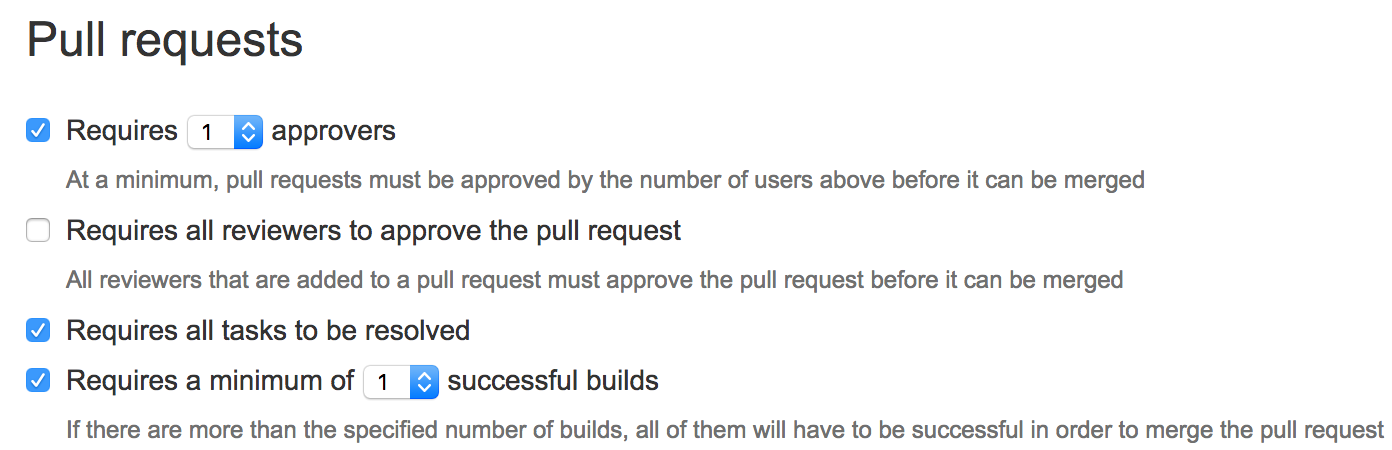 Pull requests
Requires 1 approvers
At a minimum, pull requests must be approved by the number of users above before it can be merged
Requires all reviewers to approve the pull request
All reviewers that are added to a pull request must approve the pull request before it can be merged
Requires all tasks to be resolved
Requires a minimum of 1 successful builds
If there are more than the specified number of builds, all of them will have to be successful in order to merge the pull request